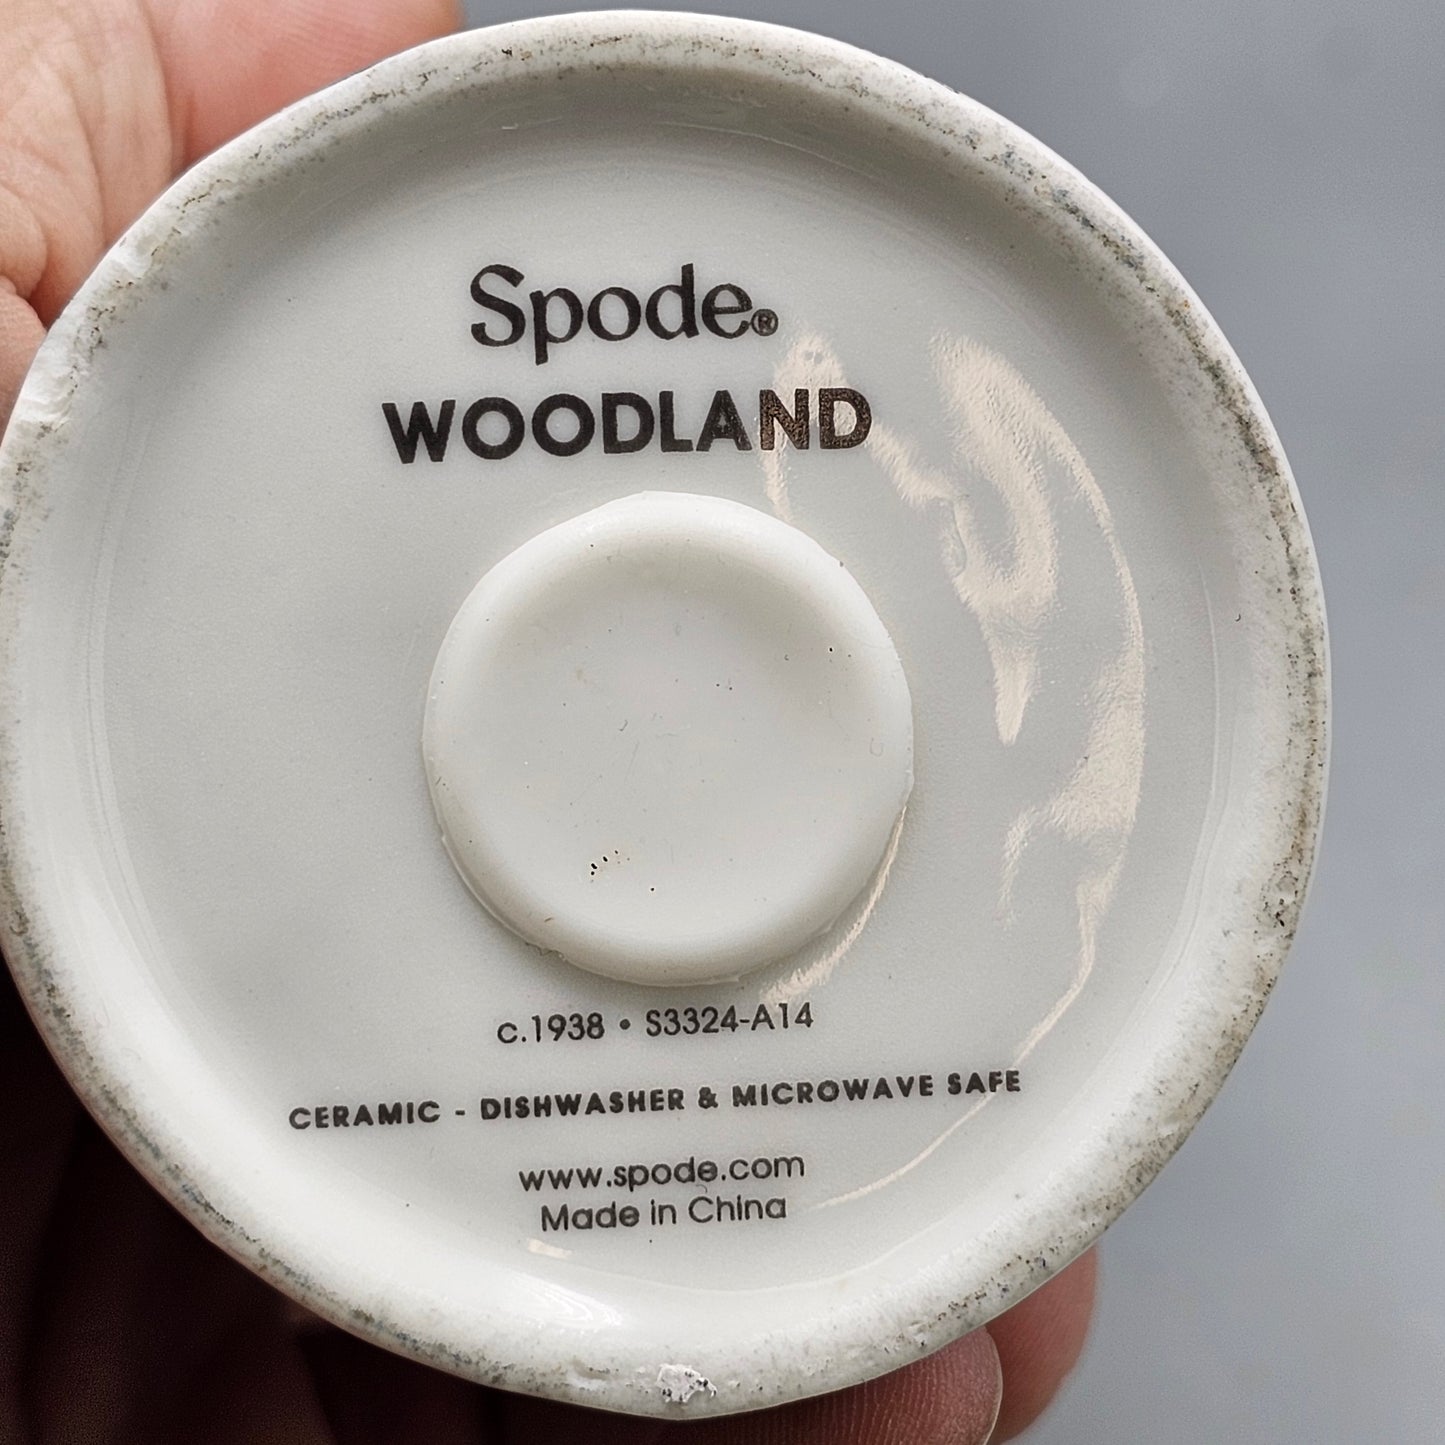 Spode®
WOODLAND
c.1938 • S3324-A14
CERAMIC - DISHWASHER & MICROWAVE SAFE
www.spode.com
Made in China